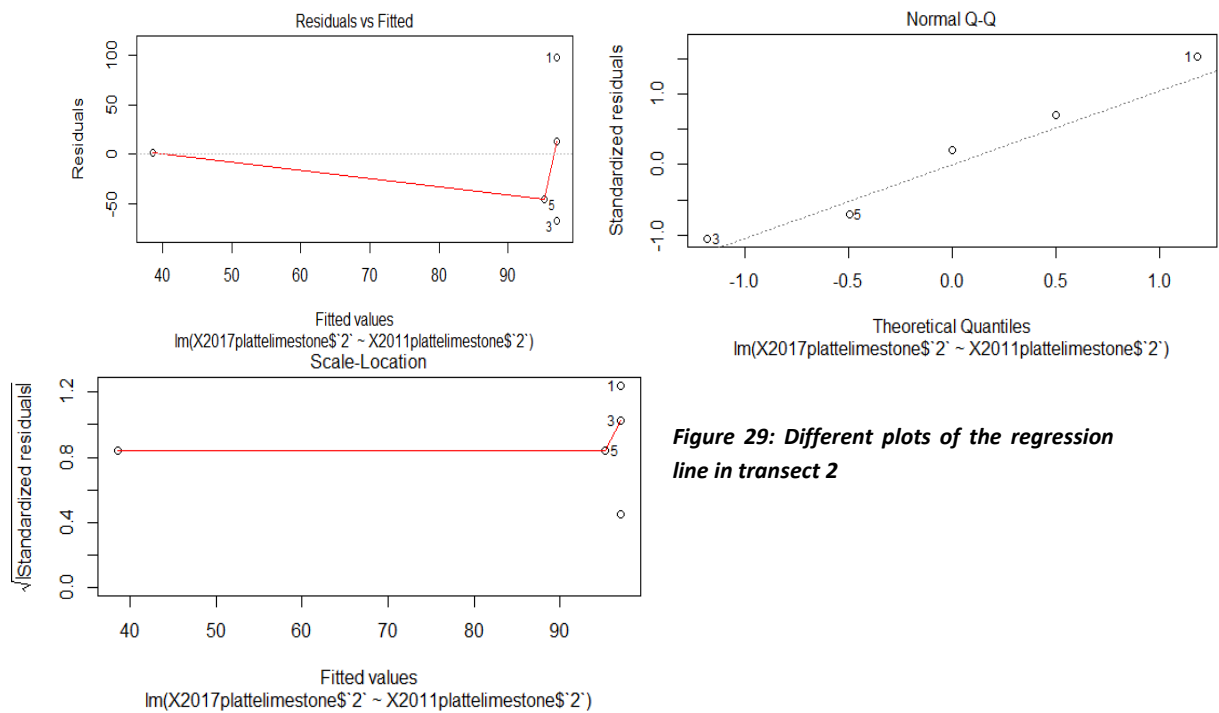 Residuals vs Fitted
Residuals
100
50
0
-50
1
5
3
40 50 60 70 80 90
Fitted values
lm(X2017plattelimestone$`2` ~ X2011plattelimestone$`2`)
Normal Q-Q
Standardized residuals
1.0
0.0
-1.0
1
5
3
-1.0 -0.5 0.0 0.5 1.0
Theoretical Quantiles
lm(X2017plattelimestone$`2` ~ X2011plattelimestone$`2`)
Scale-Location
√|Standardized residuals|
1.2
0.8
0.4
0.0
1
3
5
40 50 60 70 80 90
Fitted values
lm(X2017plattelimestone$`2` ~ X2011plattelimestone$`2`)
Figure 29: Different plots of the regression
line in transect 2